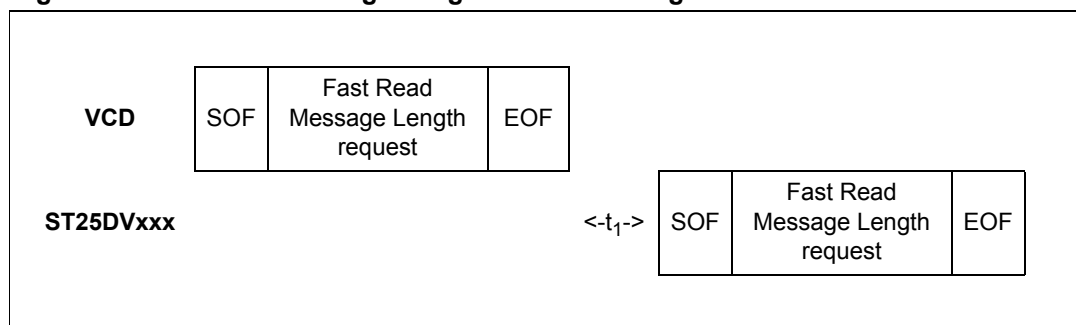 VCD
SOF
Fast Read
Message Length
request
EOF
ST25DVxxx
<-t₁->
SOF
Fast Read
Message Length
request
EOF